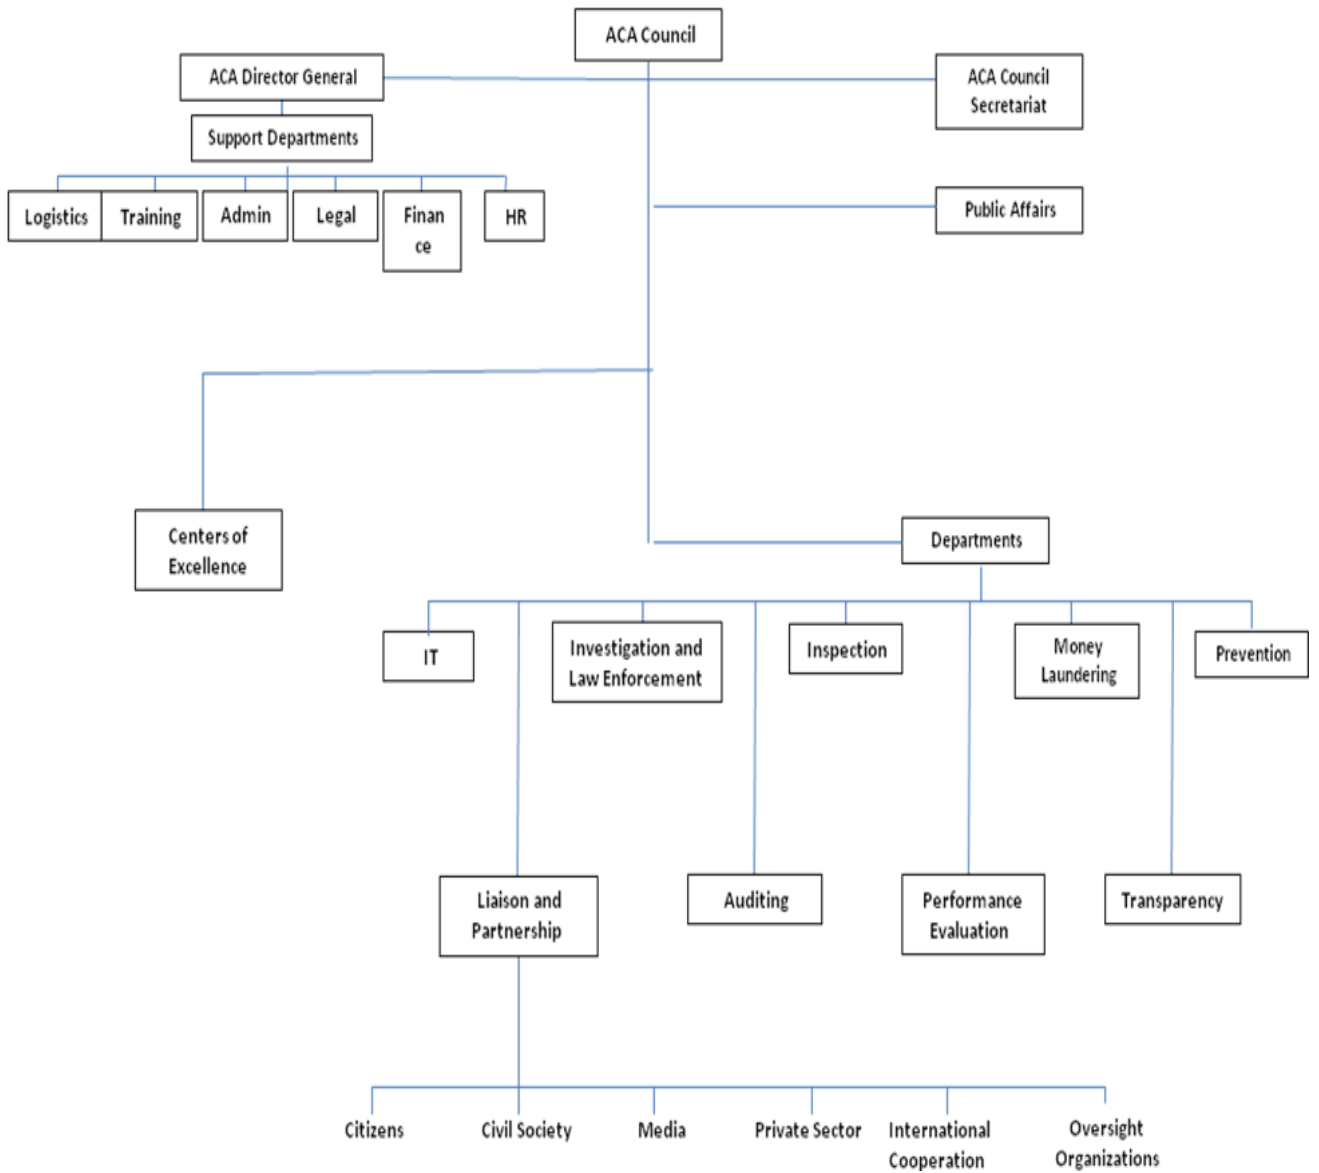 ACA Council
ACA Director General
ACA Council
Secretariat
Support Departments
Logistics
Training
Admin
Legal
Finan
ce
HR
Public Affairs
Centers of
Excellence
Departments
IT
Investigation and
Law Enforcement
Inspection
Money
Laundering
Prevention
Liaison and
Partnership
Auditing
Performance
Evaluation
Transparency
Citizens
Civil Society
Media
Private Sector
International
Cooperation
Oversight
Organizations